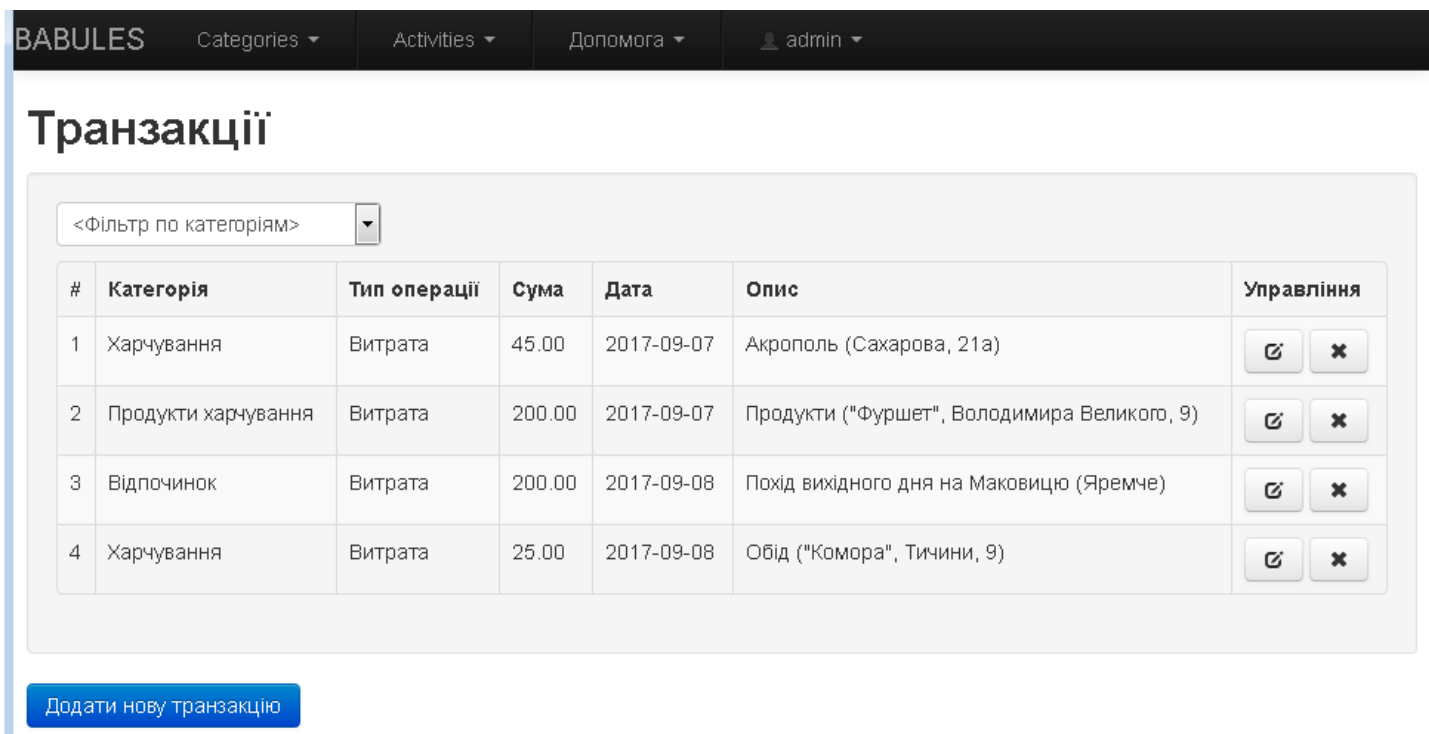 BABULES Categories Activities Допомога admin
Транзакції
<Фільтр по категоріям>
# Категорія Тип операції Сума Дата Опис Управління
1 Харчування Витрата 45.00 2017-09-07 Акрополь (Сахарова, 21а)
2 Продукти харчування Витрата 200.00 2017-09-07 Продукти ("Фуршет", Володимира Великого, 9)
3 Відпочинок Витрата 200.00 2017-09-08 Похід вихідного дня на Маковицю (Яремче)
4 Харчування Витрата 25.00 2017-09-08 Обід ("Комора", Тичини, 9)
Додати нову транзакцію